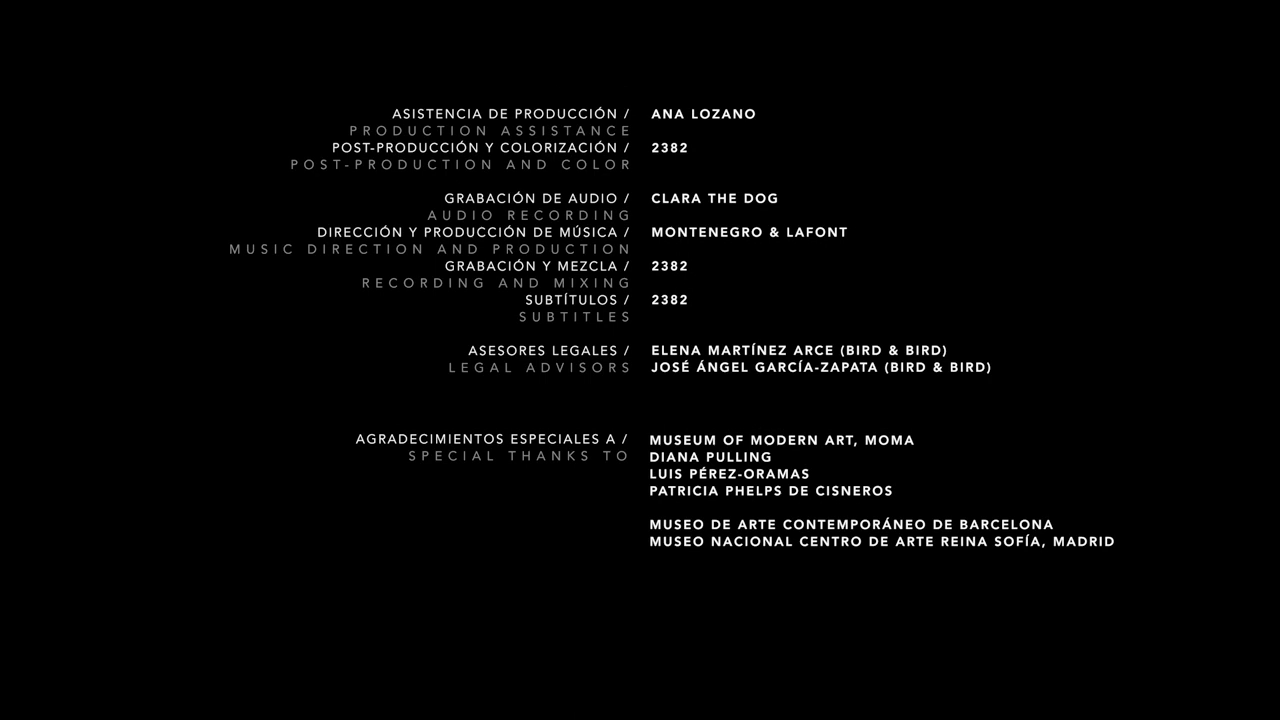 ASISTENCIA DE PRODUCCIÓN / ANA LOZANO
PRODUCTION ASSISTANCE
POST-PRODUCCIÓN Y COLORIZACIÓN / 2382
POST-PRODUCTION AND COLOR
GRABACIÓN DE AUDIO / CLARA THE DOG
AUDIO RECORDING
DIRECCIÓN Y PRODUCCIÓN DE MÚSICA / MONTENEGRO & LAFONT
MUSIC DIRECTION AND PRODUCTION
GRABACIÓN Y MEZCLA / 2382
RECORDING AND MIXING
SUBTÍTULOS / 2382
SUBTITLES
ASESORES LEGALES / ELENA MARTÍNEZ ARCE (BIRD & BIRD)
LEGAL ADVISORS JOSÉ ÁNGEL GARCÍA-ZAPATA (BIRD & BIRD)
AGRADECIMIENTOS ESPECIALES A / MUSEUM OF MODERN ART, MOMA
SPECIAL THANKS TO DIANA PULLING
LUIS PÉREZ-ORAMAS
PATRICIA PHELPS DE CISNEROS
MUSEO DE ARTE CONTEMPORÁNEO DE BARCELONA
MUSEO NACIONAL CENTRO DE ARTE REINA SOFÍA, MADRID